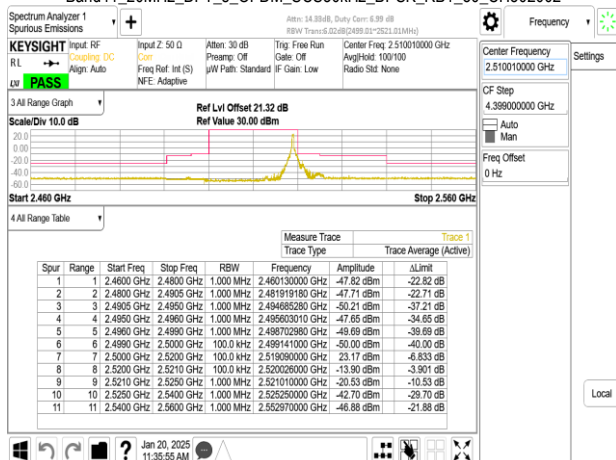 Spectrum Analyzer 1
Spurious Emissions
Attn: 14.33dB, Duty Cerr: 6.99 dB
RBW Trans:6.02dB(2499.01~2521.01MHz)
Frequency
KEYSIGHT
Input: RF
Coupling: DC
Align: Auto
Input Z: 50 Ω
Corr
Freq Ref: Int (S)
NFE: Adaptive
Atten: 30 dB
Preamp: Off
µW Path: Standard
Trig: Free Run
Gate: Off
IF Gain: Low
Center Freq: 2.510010000 GHz
Avg|Hold: 100/100
Radio Std: None
RL
LXI
PASS
Center Frequency
2.510010000 GHz
Settings
CF Step
4.399000000 GHz
Auto
Man
Freq Offset
0 Hz
Local
3 All Range Graph
Scale/Div 10.0 dB
Ref Lvl Offset 21.32 dB
Ref Value 30.00 dBm
20.0
0.00
-20.0
-40.0
-60.0
Start 2.460 GHz
Stop 2.560 GHz
4 All Range Table
Measure Trace Trace 1
Trace Type Trace Average (Active)
Spur Range Start Freq Stop Freq RBW Frequency Amplitude ΔLimit
1 1 2.4600 GHz 2.4800 GHz 1.000 MHz 2.460130000 GHz -47.82 dBm -22.82 dB
2 2 2.4800 GHz 2.4905 GHz 1.000 MHz 2.481919180 GHz -47.71 dBm -22.71 dB
3 3 2.4905 GHz 2.4950 GHz 1.000 MHz 2.494685280 GHz -50.21 dBm -37.21 dB
4 4 2.4950 GHz 2.4960 GHz 1.000 MHz 2.495603010 GHz -47.65 dBm -34.65 dB
5 5 2.4960 GHz 2.4990 GHz 1.000 MHz 2.498702980 GHz -49.69 dBm -39.69 dB
6 6 2.4990 GHz 2.5000 GHz 100.0 kHz 2.499141000 GHz -50.00 dBm -40.00 dB
7 7 2.5000 GHz 2.5200 GHz 100.0 kHz 2.519090000 GHz 23.17 dBm -6.833 dB
8 8 2.5200 GHz 2.5210 GHz 100.0 kHz 2.520026000 GHz -13.90 dBm -3.901 dB
9 9 2.5210 GHz 2.5250 GHz 1.000 MHz 2.521010000 GHz -20.53 dBm -10.53 dB
10 10 2.5250 GHz 2.5400 GHz 1.000 MHz 2.525250000 GHz -42.70 dBm -29.70 dB
11 11 2.5400 GHz 2.5600 GHz 1.000 MHz 2.552970000 GHz -46.88 dBm -21.88 dB
Jan 20, 2025
11:35:55 AM